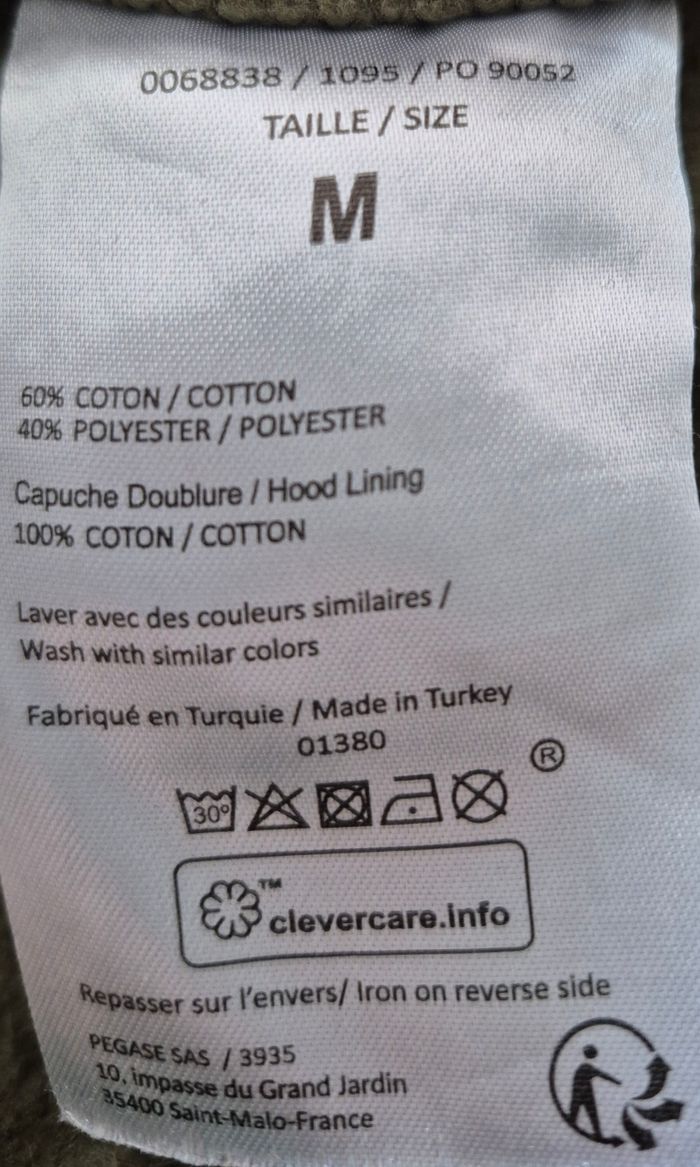 0068838 / 1095 / PO 90052
TAILLE / SIZE
M
60% COTON / COTTON
40% POLYESTER / POLYESTER
Capuche Doublure / Hood Lining
100% COTON / COTTON
Laver avec des couleurs similaires /
Wash with similar colors
Fabriqué en Turquie / Made in Turkey
01380
®
30°
™
clevercare.info
Repasser sur l'envers/ Iron on reverse side
PEGASE SAS / 3935
10, impasse du Grand Jardin
35400 Saint-Malo-France